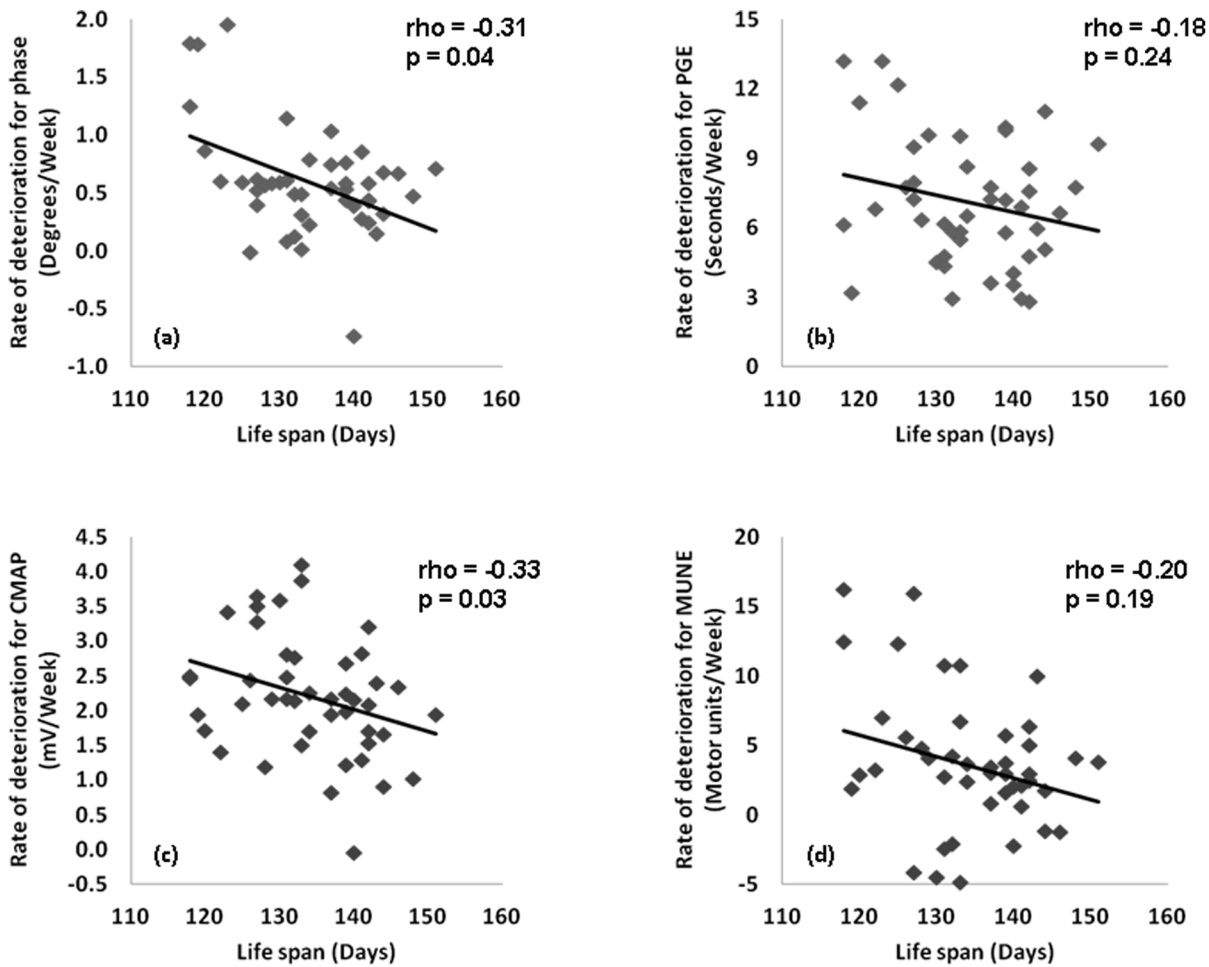 Rate of deterioration for phase
(Degrees/Week)
2.0
1.5
1.0
0.5
0.0
-0.5
-1.0
rho = -0.31
p = 0.04
(a)
110 120 130 140 150 160
Life span (Days)
Rate of deterioration for PGE
(Seconds/Week)
15
12
9
6
3
0
rho = -0.18
p = 0.24
(b)
110 120 130 140 150 160
Life span (Days)
Rate of deterioration for CMAP
(mV/Week)
4.5
4.0
3.5
3.0
2.5
2.0
1.5
1.0
0.5
0.0
-0.5
rho = -0.33
p = 0.03
(c)
110 120 130 140 150 160
Life span (Days)
Rate of deterioration for MUNE
(Motor units/Week)
20
15
10
5
0
-5
rho = -0.20
p = 0.19
(d)
110 120 130 140 150 160
Life span (Days)